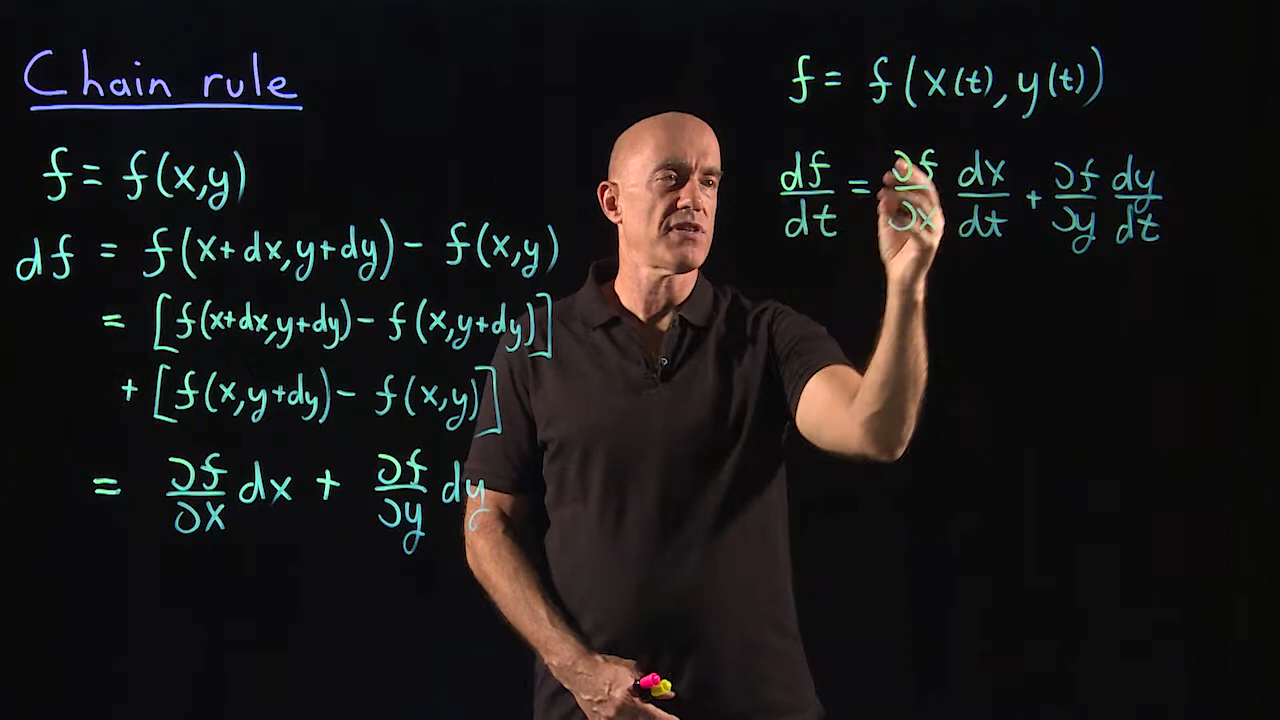 Chain rule
f = f(x,y)
df = f(x+dx,y+dy) - f(x,y)
= [f(x+dx,y+dy) - f(x,y+dy)]
+ [f(x,y+dy) - f(x,y)]
= ∂f/∂x dx + ∂f/∂y dy
f = f(x(t), y(t))
df/dt = ∂f/∂x dx/dt + ∂f/∂y dy/dt